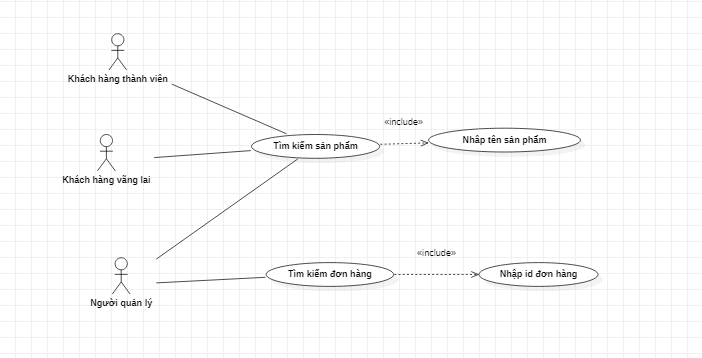 Khách hàng thành viên
«include»
Tìm kiếm sản phẩm
Nhập tên sản phẩm
Khách hàng vãng lai
«include»
Tìm kiếm đơn hàng
Nhập id đơn hàng
Người quản lý